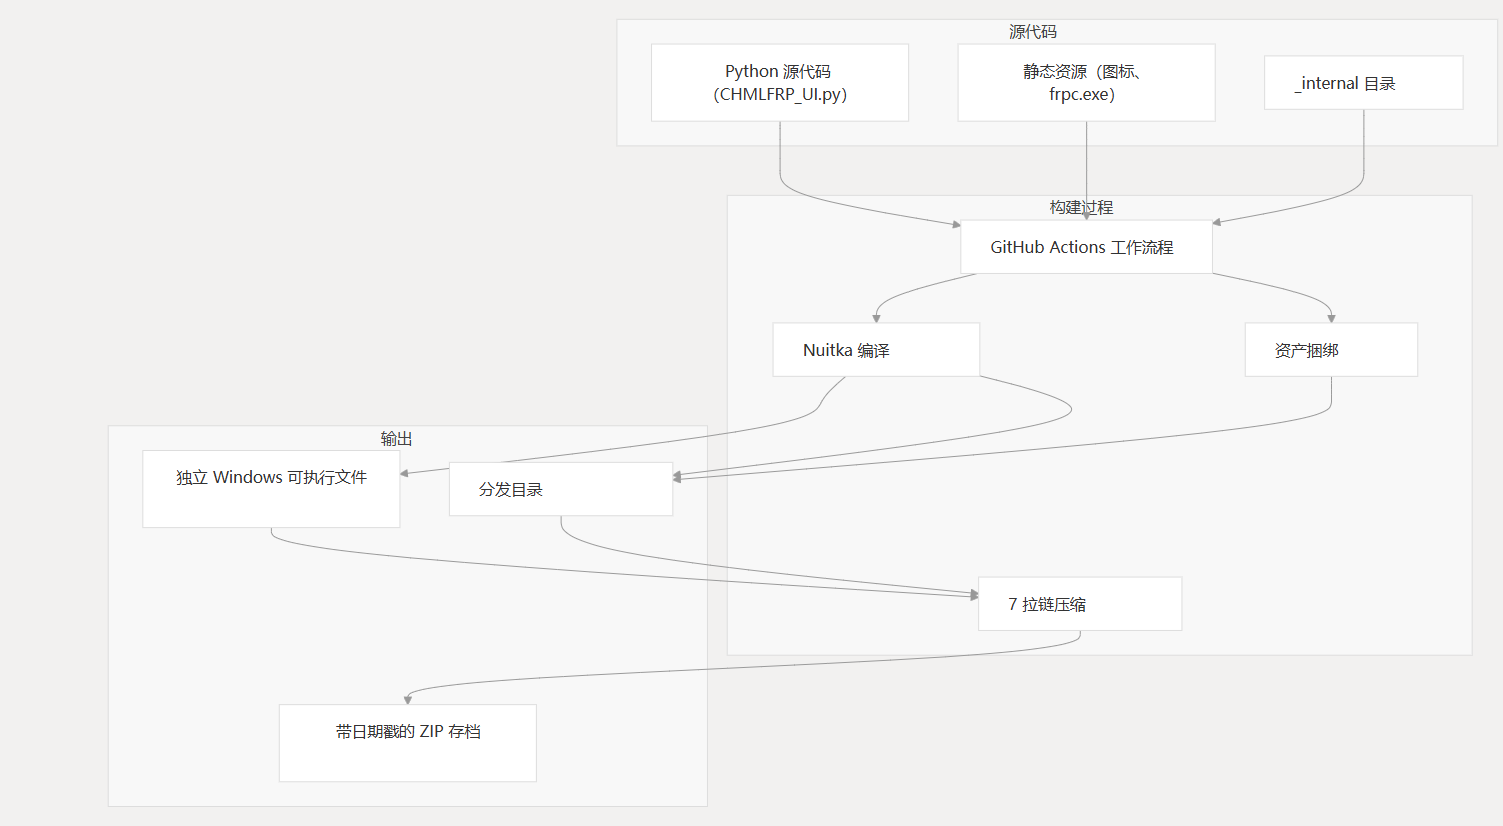 源代码
Python 源代码
（CHMLFRP_UI.py）
静态资源（图标、
frpc.exe）
_internal 目录
构建过程
GitHub Actions 工作流程
Nuitka 编译
资产捆绑
输出
独立 Windows 可执行文件
分发目录
7 拉链压缩
带日期戳的 ZIP 存档